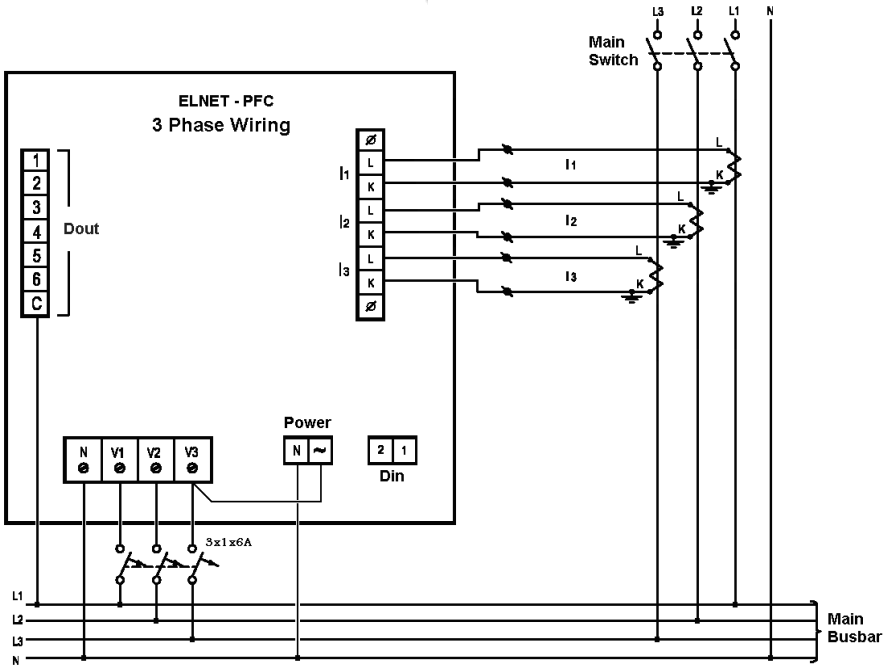 L3 L2 L1 N
Main
Switch
ELNET - PFC
3 Phase Wiring
1
2
3
4
5
6
C
Dout
I1
I2
I3
Ø
L
K
L
K
L
K
Ø
L
I1
K
L
I2
K
L
I3
K
Power
N ~
2 1
Din
N V1 V2 V3
3x1x6A
L1
L2
L3
N
Main
Busbar